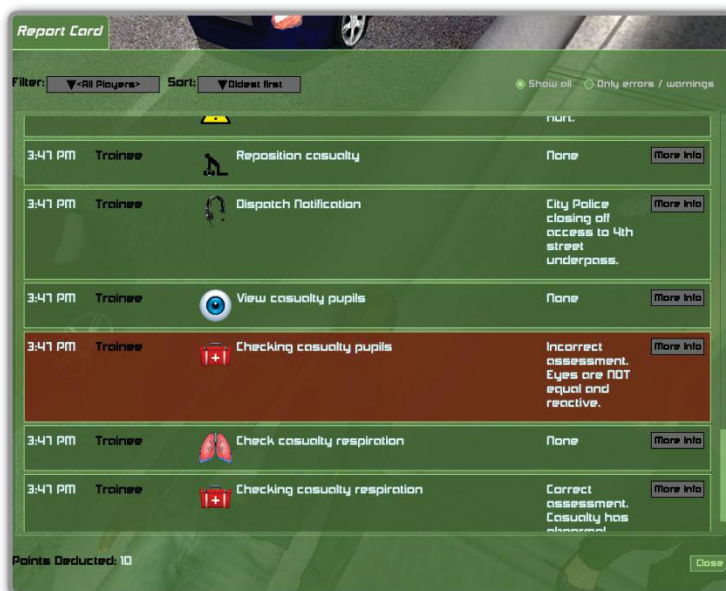 Report Card
Filter: ▼<All Players> Sort: ▼Oldest first Show all Only errors / warnings
hurt.
3:47 PM Trainee Reposition casualty None More Info
3:47 PM Trainee Dispatch Notification City Police More Info
closing off
access to 4th
street
underpass.
3:47 PM Trainee View casualty pupils None More Info
3:47 PM Trainee Checking casualty pupils Incorrect More Info
assessment.
Eyes are NOT
equal and
reactive.
3:47 PM Trainee Check casualty respiration None More Info
3:47 PM Trainee Checking casualty respiration Correct More Info
assessment.
Casualty has
abnormal
Points Deducted: 10 Close